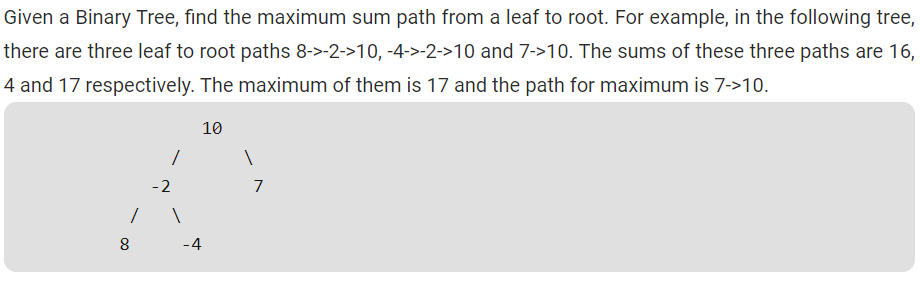 Given a Binary Tree, find the maximum sum path from a leaf to root. For example, in the following tree,
there are three leaf to root paths 8->-2->10, -4->-2->10 and 7->10. The sums of these three paths are 16,
4 and 17 respectively. The maximum of them is 17 and the path for maximum is 7->10.
10
/ \
-2 7
/ \
8 -4